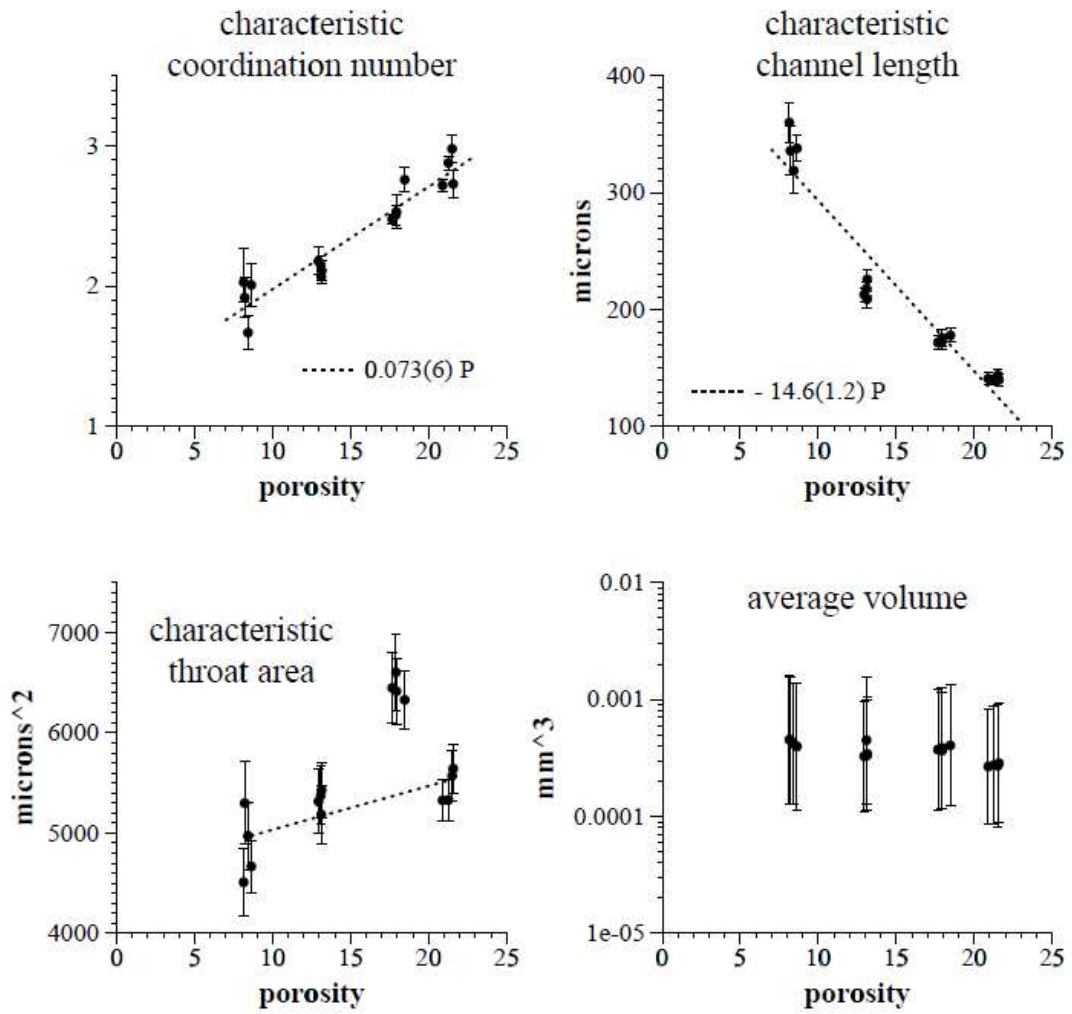 characteristic
coordination number
3
2
1
0.073(6) P
0 5 10 15 20 25
porosity
characteristic
channel length
400
300
200
100
microns
- 14.6(1.2) P
0 5 10 15 20 25
porosity
characteristic
throat area
7000
6000
5000
4000
microns^2
0 5 10 15 20 25
porosity
average volume
0.01
0.001
0.0001
1e-05
mm^3
0 5 10 15 20 25
porosity